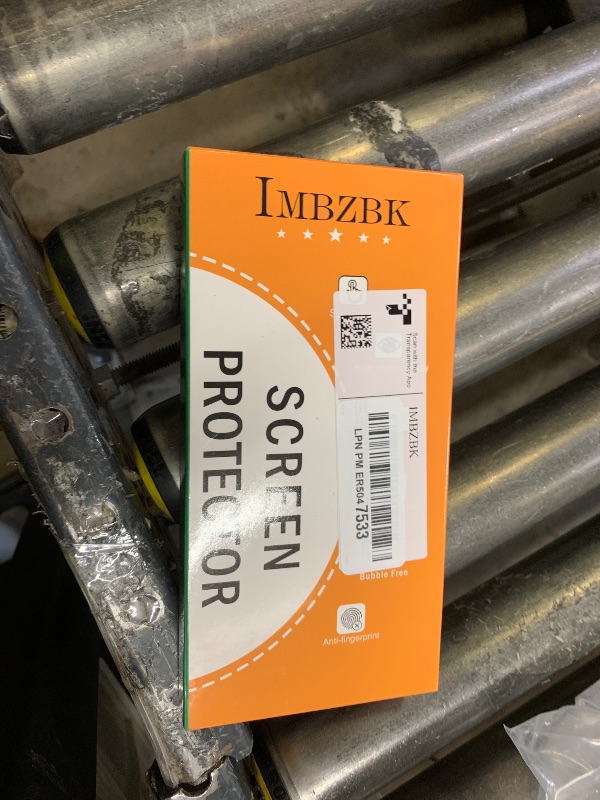 IMBZBK
SCREEN
PROTECTOR
Scan with the
Transparency App
IMBZBK
LPN PM ER5047533
Bubble Free
Anti-fingerprint